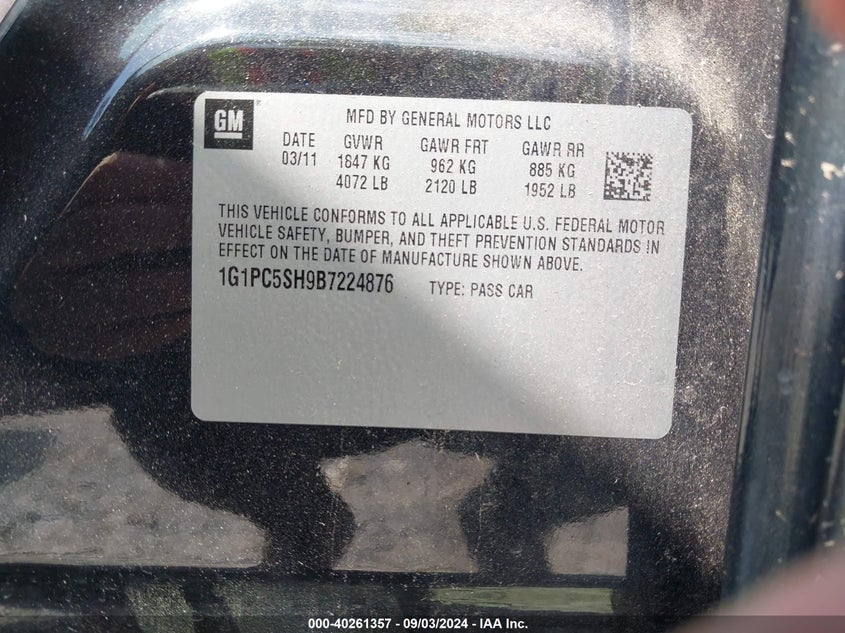 GM
MFD BY GENERAL MOTORS LLC
DATE GVWR GAWR FRT GAWR RR
03/11 1847 KG 962 KG 885 KG
4072 LB 2120 LB 1952 LB
THIS VEHICLE CONFORMS TO ALL APPLICABLE U.S. FEDERAL MOTOR
VEHICLE SAFETY, BUMPER, AND THEFT PREVENTION STANDARDS IN
EFFECT ON THE DATE OF MANUFACTURE SHOWN ABOVE.
1G1PC5SH9B7224876 TYPE: PASS CAR
000-40261357 - 09/03/2024 - IAA Inc.